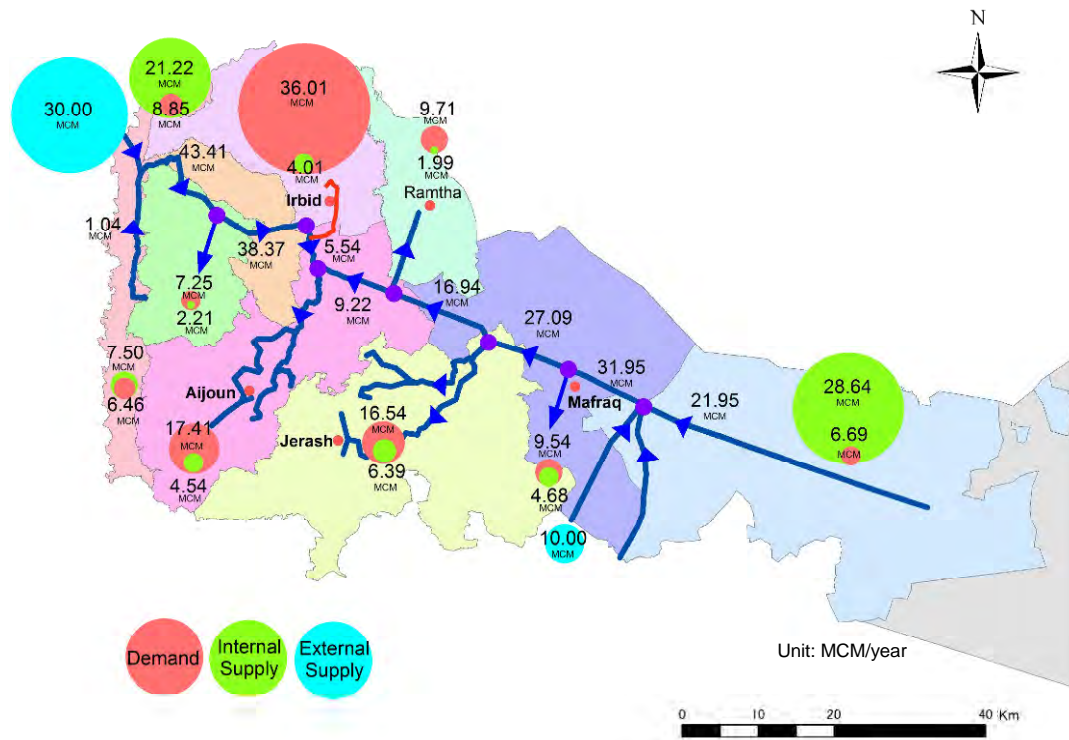 N
21.22
MCM
8.85
MCM
30.00
MCM
36.01
MCM
4.01
MCM
9.71
MGM
1.99
MCM
43.41
MCM
Irbid
Ramtha
1.04
MCM
38.37
MCM
5.54
MCM
7.25
MCM
2.21
MCM
9.22
MCM
16.94
MCM
27.09
MCM
31.95
MCM
21.95
MCM
28.64
MCM
6.69
MCM
7.50
MCM
6.46
MCM
Aijoun
Mafraq
17.41
MCM
4.54
MCM
Jerash
16.54
MCM
6.39
MCM
9.54
MCM
4.68
MCM
10.00
MCM
Demand
Internal
Supply
External
Supply
Unit: MCM/year
0 10 20 40 Km